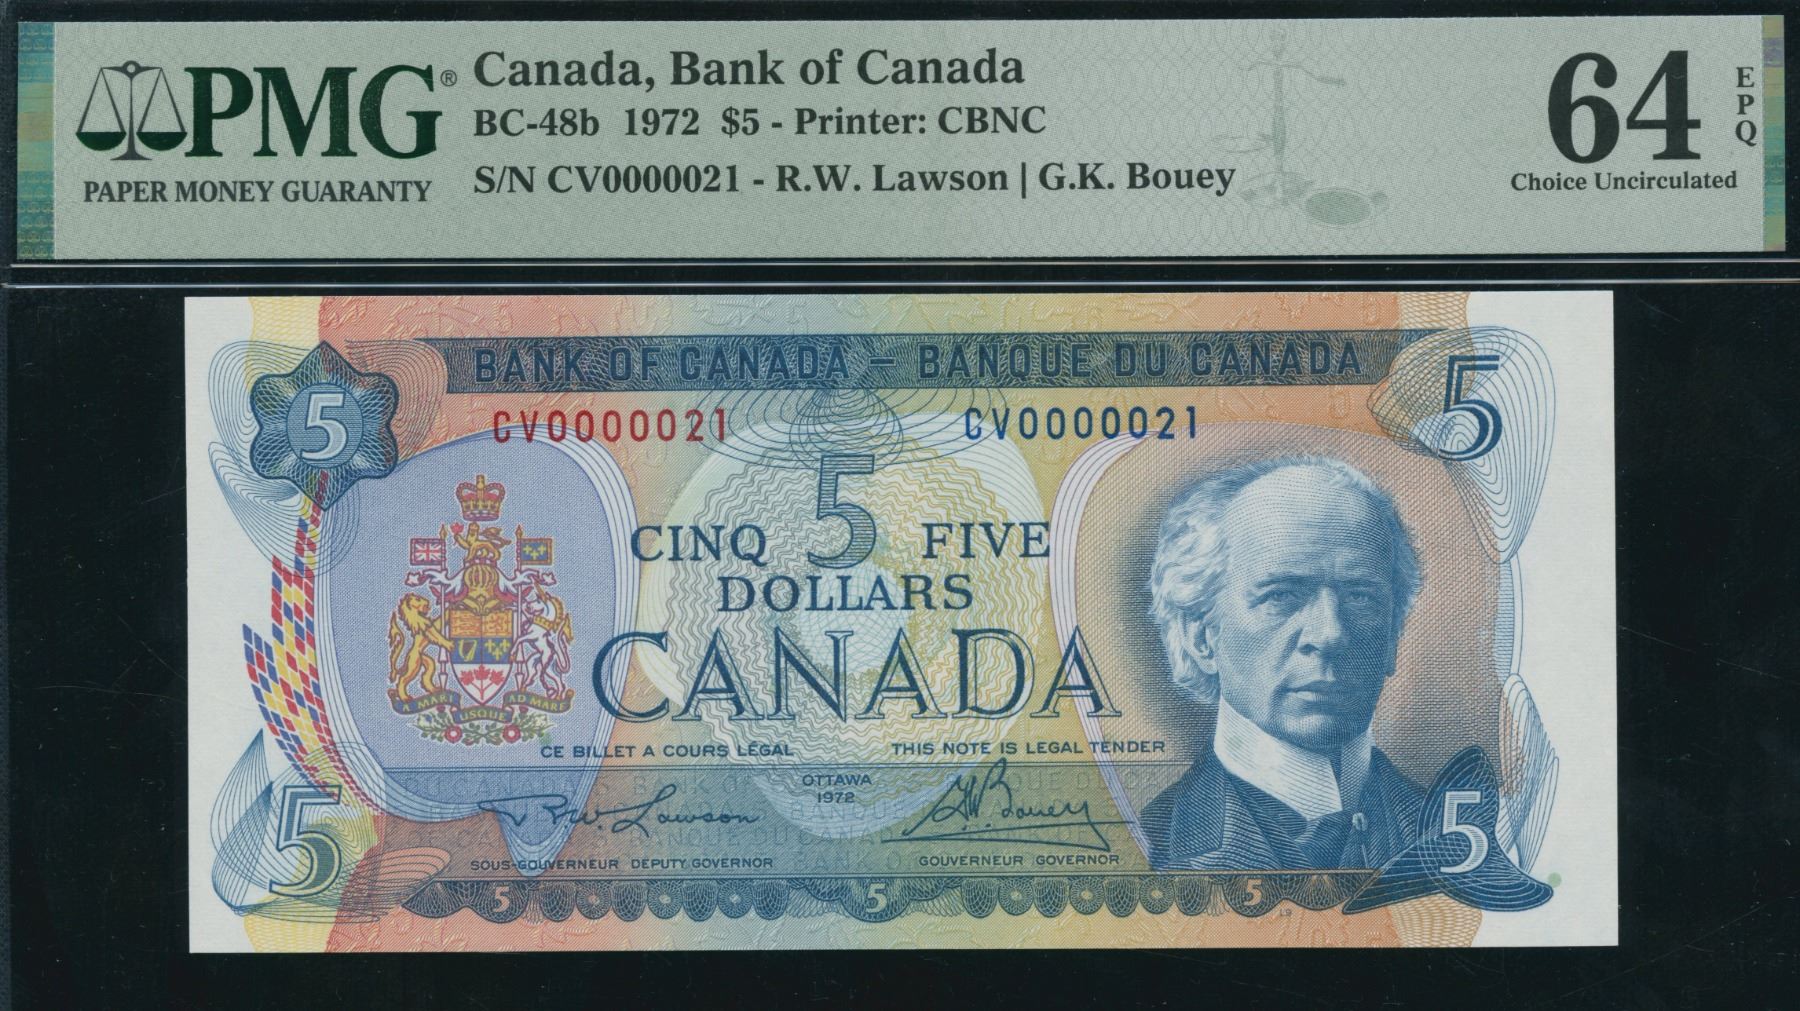 PMG®
PAPER MONEY GUARANTY
Canada, Bank of Canada
BC-48b 1972 $5 - Printer: CBNC
S/N CV0000021 - R.W. Lawson | G.K. Bouey
64
EPQ
Choice Uncirculated
BANK OF CANADA – BANQUE DU CANADA
5
5
CV0000021 CV0000021
CINQ 5 FIVE
DOLLARS
CANADA
A MARI USQUE AD MARE
CE BILLET A COURS LÉGAL THIS NOTE IS LEGAL TENDER
OTTAWA
1972
R.W. Lawson G.K. Bouey
SOUS-GOUVERNEUR DEPUTY GOVERNOR GOUVERNEUR GOVERNOR
5 5
5 5 5